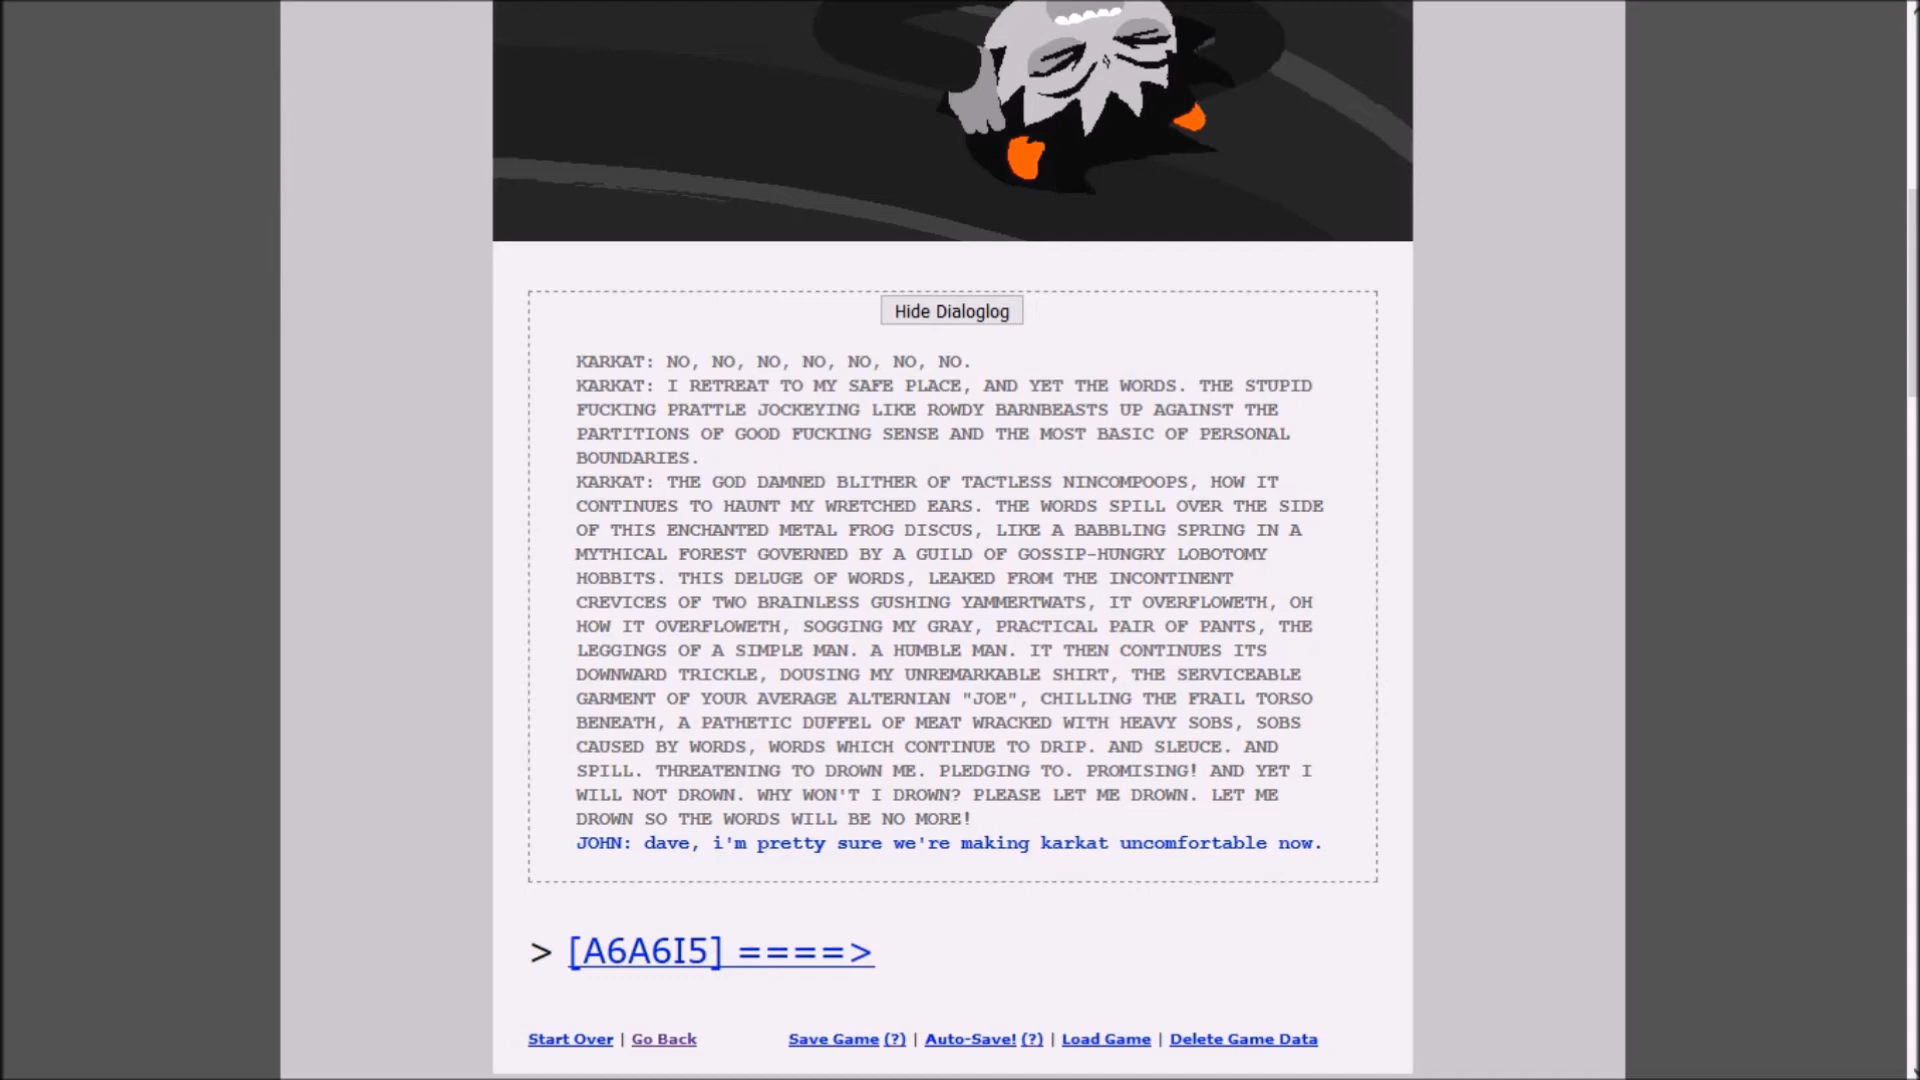 Hide Dialoglog
KARKAT: NO, NO, NO, NO, NO, NO, NO.
KARKAT: I RETREAT TO MY SAFE PLACE, AND YET THE WORDS. THE STUPID
FUCKING PRATTLE JOCKEYING LIKE ROWDY BARNBEASTS UP AGAINST THE
PARTITIONS OF GOOD FUCKING SENSE AND THE MOST BASIC OF PERSONAL
BOUNDARIES.
KARKAT: THE GOD DAMNED BLITHER OF TACTLESS NINCOMPOOPS, HOW IT
CONTINUES TO HAUNT MY WRETCHED EARS. THE WORDS SPILL OVER THE SIDE
OF THIS ENCHANTED METAL FROG DISCUS, LIKE A BABBLING SPRING IN A
MYTHICAL FOREST GOVERNED BY A GUILD OF GOSSIP-HUNGRY LOBOTOMY
HOBBITS. THIS DELUGE OF WORDS, LEAKED FROM THE INCONTINENT
CREVICES OF TWO BRAINLESS GUSHING YAMMERTWATS, IT OVERFLOWETH, OH
HOW IT OVERFLOWETH, SOGGING MY GRAY, PRACTICAL PAIR OF PANTS, THE
LEGGINGS OF A SIMPLE MAN. A HUMBLE MAN. IT THEN CONTINUES ITS
DOWNWARD TRICKLE, DOUSING MY UNREMARKABLE SHIRT, THE SERVICEABLE
GARMENT OF YOUR AVERAGE ALTERNIAN "JOE", CHILLING THE FRAIL TORSO
BENEATH, A PATHETIC DUFFEL OF MEAT WRACKED WITH HEAVY SOBS, SOBS
CAUSED BY WORDS, WORDS WHICH CONTINUE TO DRIP. AND SLEUCE. AND
SPILL. THREATENING TO DROWN ME. PLEDGING TO. PROMISING! AND YET I
WILL NOT DROWN. WHY WON'T I DROWN? PLEASE LET ME DROWN. LET ME
DROWN SO THE WORDS WILL BE NO MORE!
JOHN: dave, i'm pretty sure we're making karkat uncomfortable now.
> [A6A6I5] ====>
Start Over | Go Back Save Game (?) | Auto-Save! (?) | Load Game | Delete Game Data